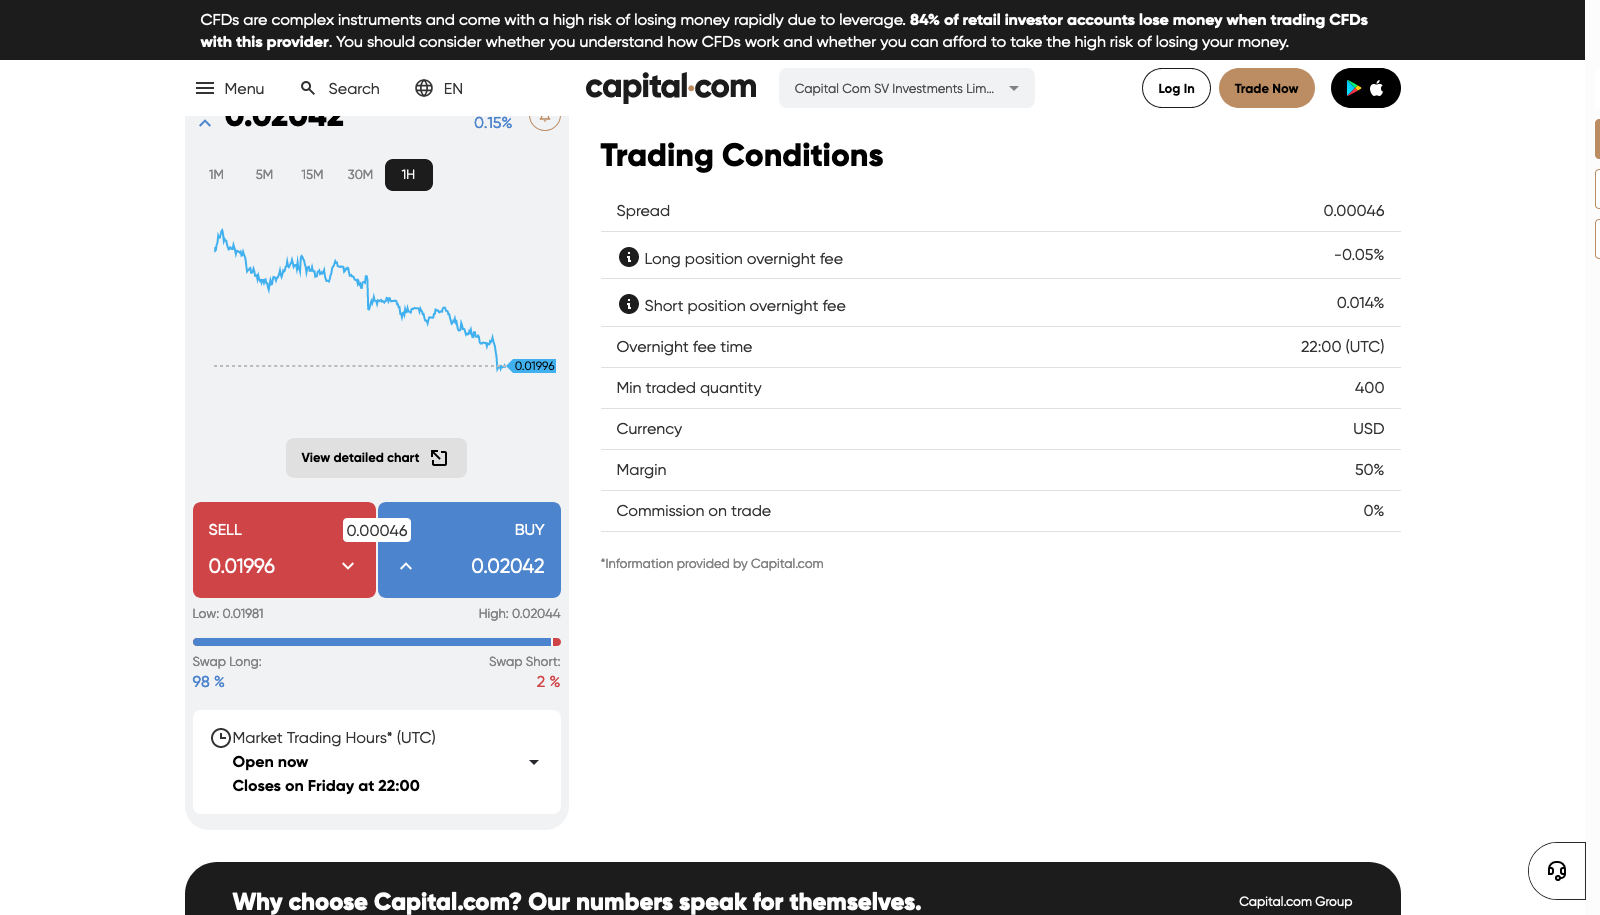 CFDs are complex instruments and come with a high risk of losing money rapidly due to leverage. 84% of retail investor accounts lose money when trading CFDs
with this provider. You should consider whether you understand how CFDs work and whether you can afford to take the high risk of losing your money.
Menu Search EN capital.com Capital Com SV Investments Lim... Log In Trade Now
0.02042 0.15%
1M 5M 15M 30M 1H
0.01996
View detailed chart
SELL 0.00046 BUY
0.01996 0.02042
Low: 0.01981 High: 0.02044
Swap Long: Swap Short:
98 % 2 %
Market Trading Hours* (UTC)
Open now
Closes on Friday at 22:00
Trading Conditions
Spread 0.00046
Long position overnight fee -0.05%
Short position overnight fee 0.014%
Overnight fee time 22:00 (UTC)
Min traded quantity 400
Currency USD
Margin 50%
Commission on trade 0%
*Information provided by Capital.com
Why choose Capital.com? Our numbers speak for themselves. Capital.com Group